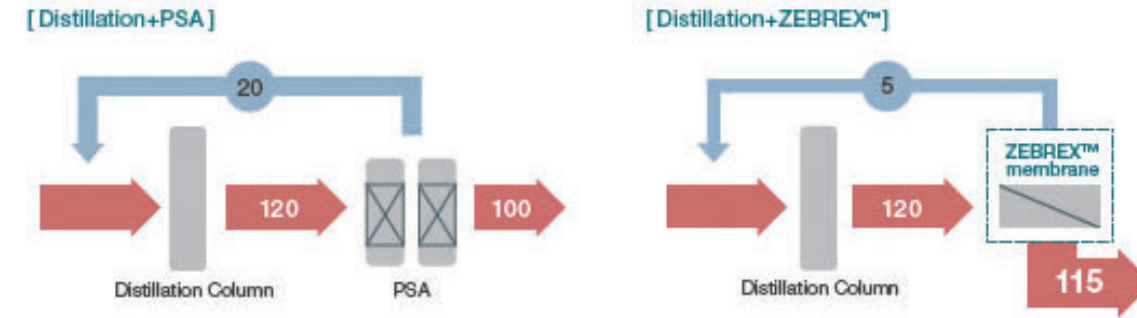 [Distillation+PSA]
20
120
100
Distillation Column
PSA
[Distillation+ZEBREX™]
5
ZEBREX™
membrane
120
115
Distillation Column